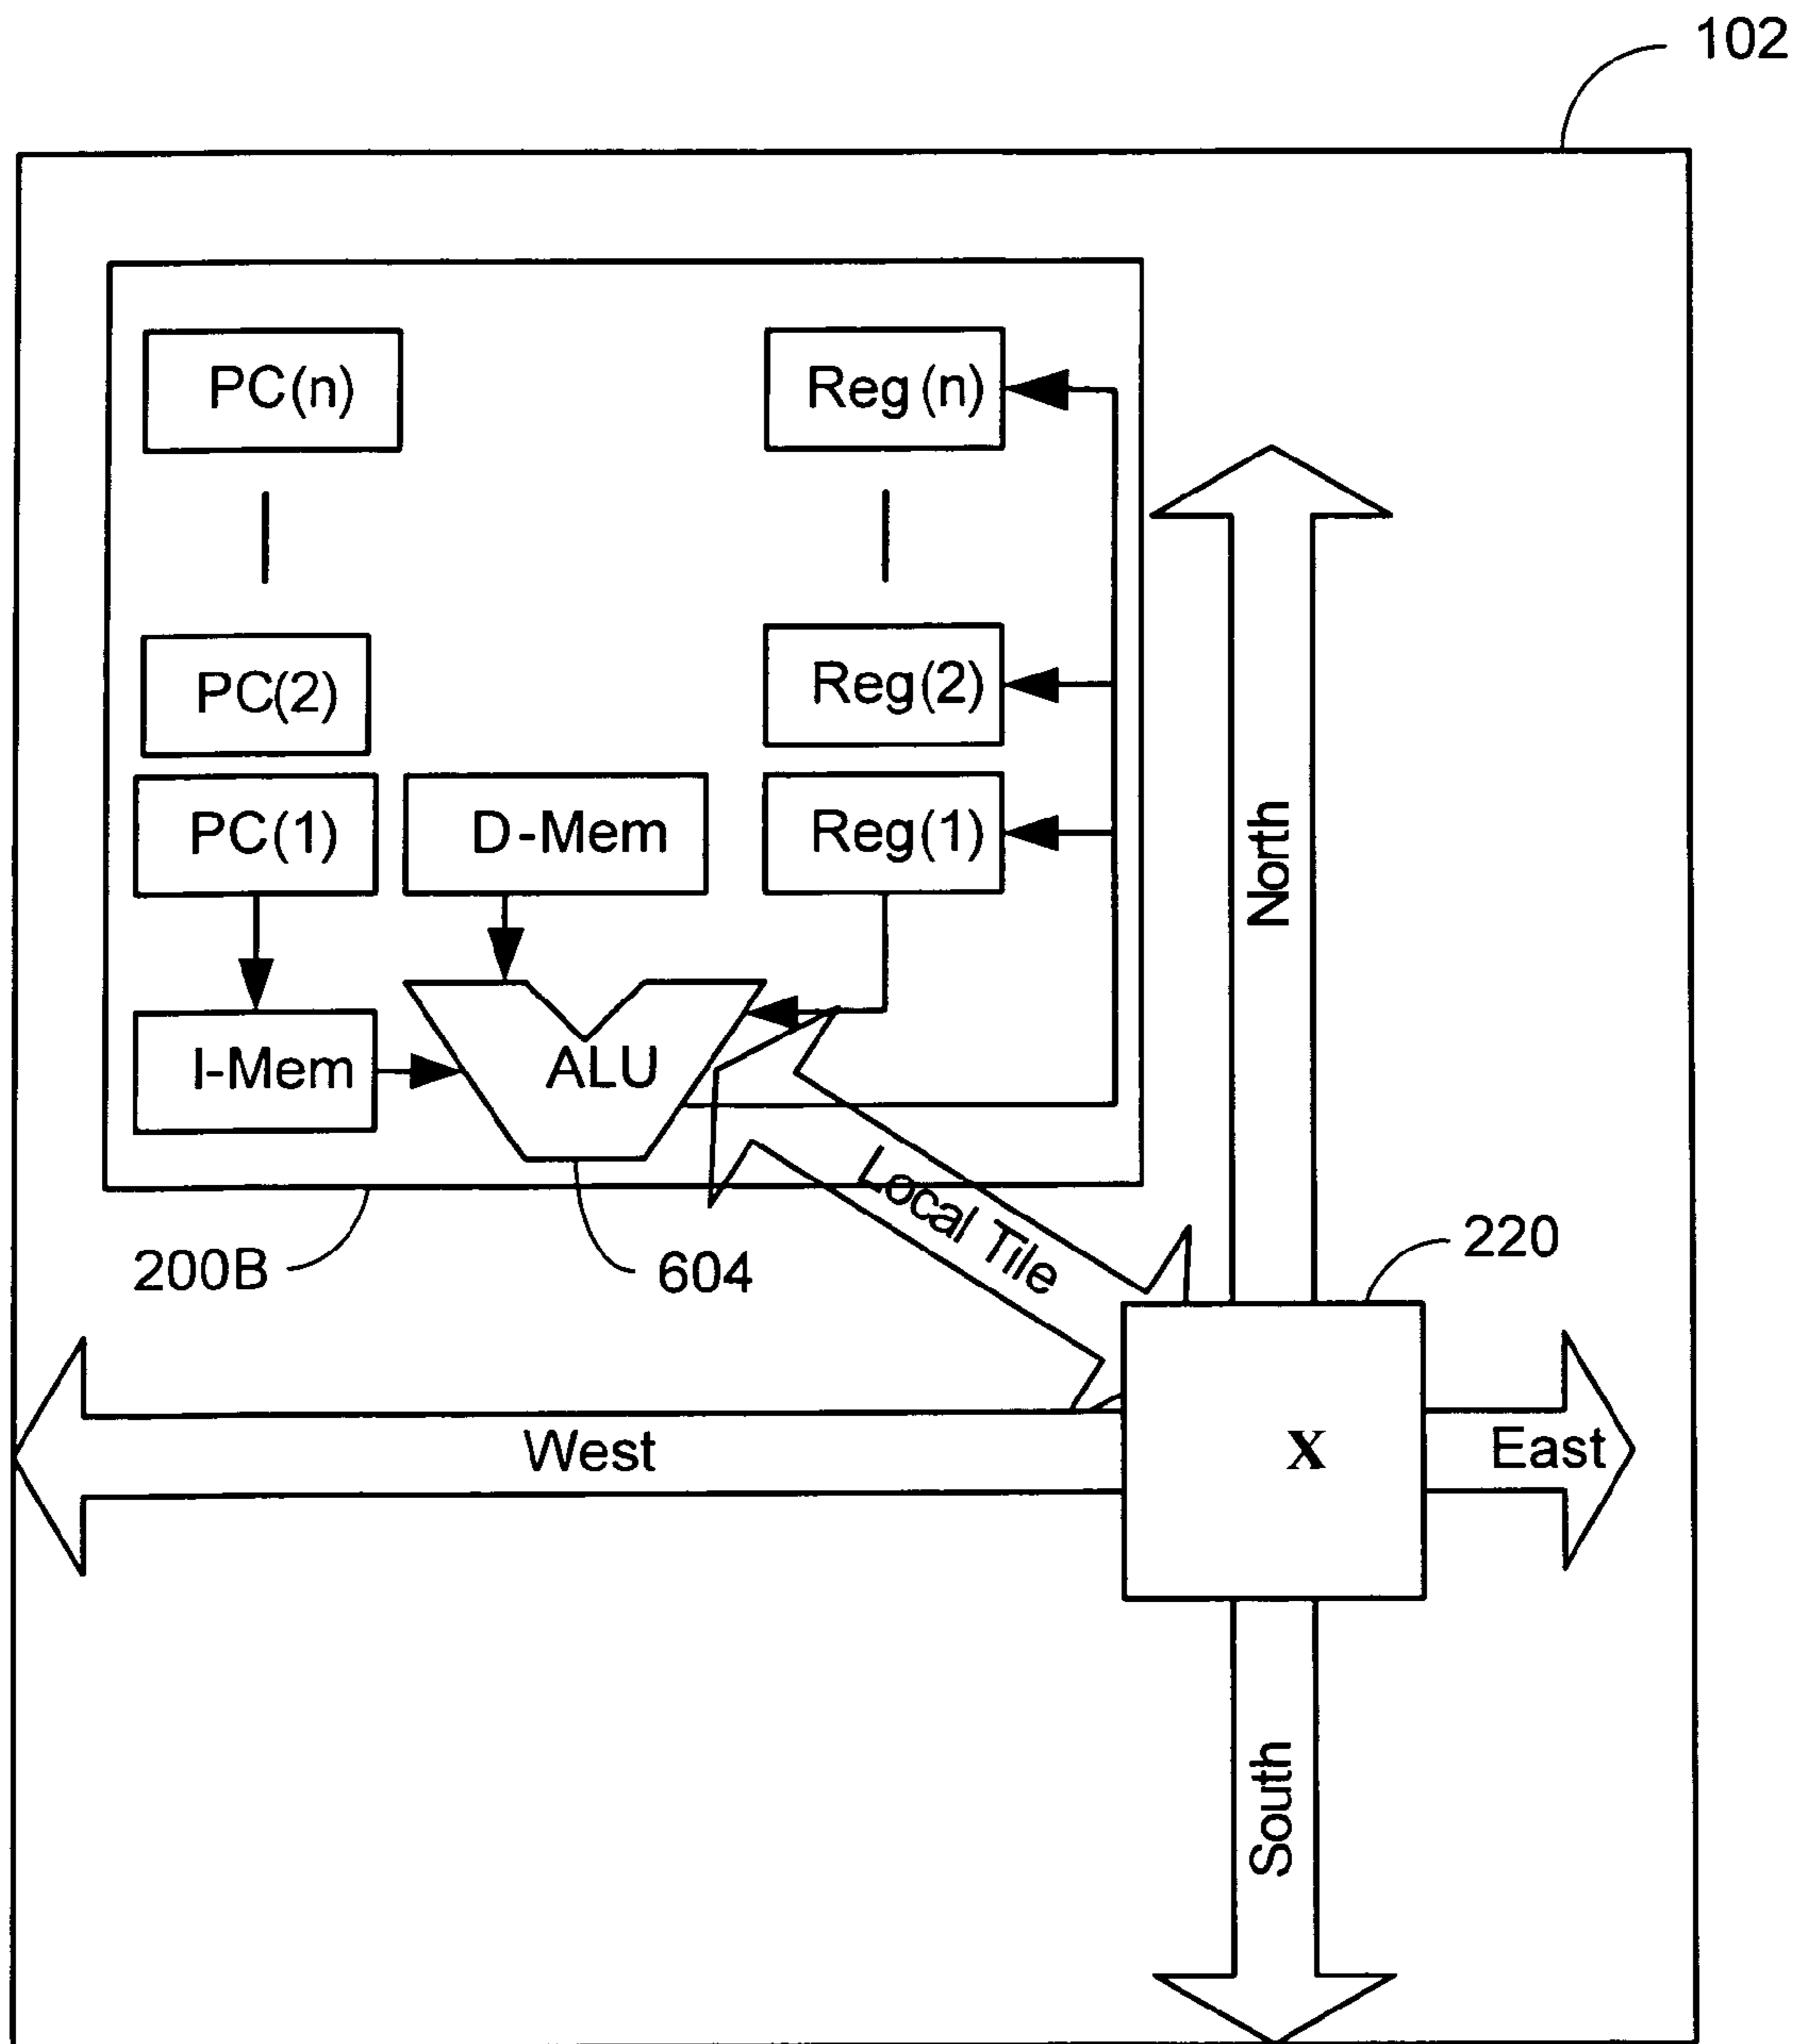 102
PC(n)
Reg(n)
PC(2)
Reg(2)
PC(1)
D-Mem
Reg(1)
North
I-Mem
ALU
Local Tile
200B
604
220
West
X
East
South